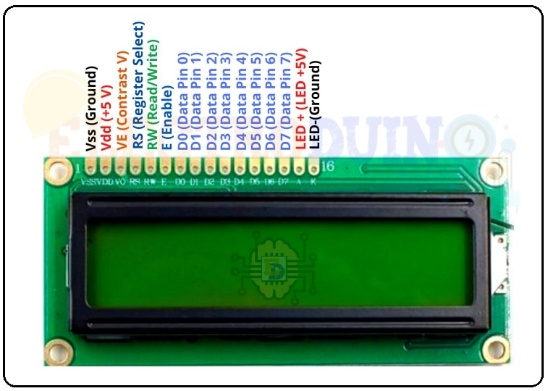 Vss (Ground)
Vdd (+5 V)
VE (Contrast V)
RS (Register Select)
RW (Read/Write)
E (Enable)
D0 (Data Pin 0)
D1 (Data Pin 1)
D2 (Data Pin 2)
D3 (Data Pin 3)
D4 (Data Pin 4)
D5 (Data Pin 5)
D6 (Data Pin 6)
D7 (Data Pin 7)
LED + (LED +5V)
LED-(Ground)
1 16
VSS VDD VO RS RW E D0 D1 D2 D3 D4 D5 D6 D7 A K